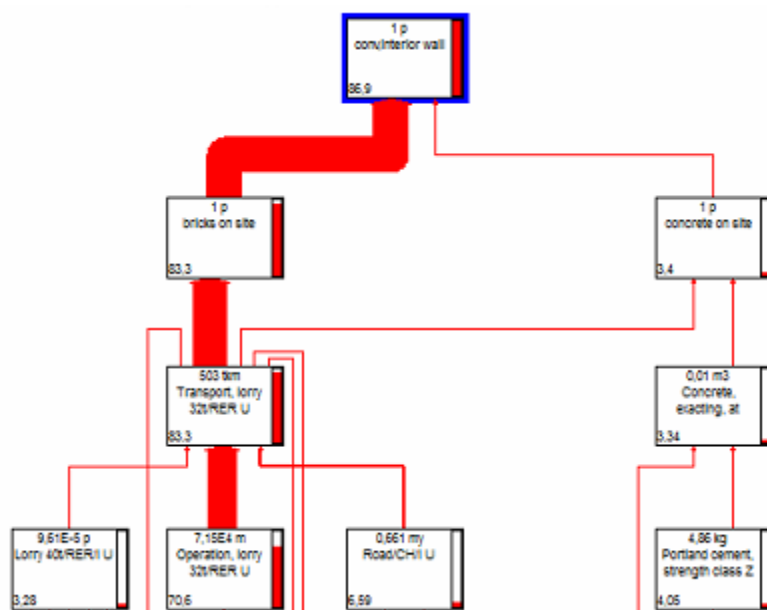 1 p
conv,interior wall
86,9
1 p
bricks on site
83,3
1 p
concrete on site
3,4
503 tkm
Transport, lorry
32t/RER U
83,3
0,01 m3
Concrete,
exacting, at
3,34
9,61E-5 p
Lorry 40t/RER/I U
3,28
7,15E4 m
Operation, lorry
32t/RER U
70,6
0,661 my
Road/CH/I U
6,59
4,86 kg
Portland cement,
strength class Z
4,05